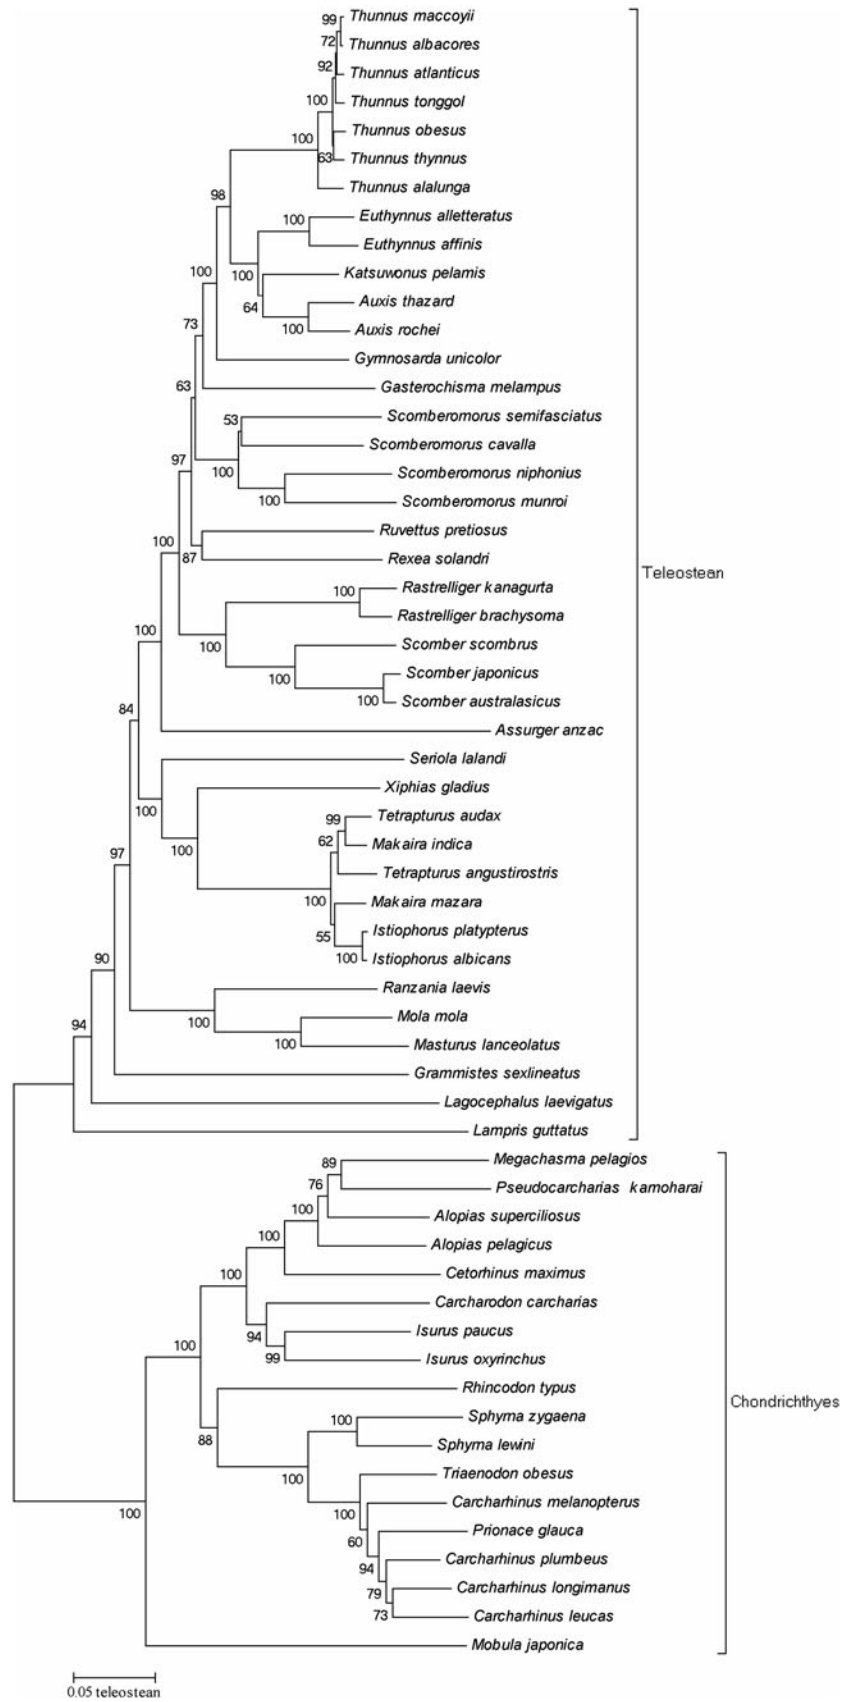 99 Thunnus maccoyii
72 Thunnus albacores
92 Thunnus atlanticus
100 Thunnus tonggol
100 Thunnus obesus
63 Thunnus thynnus
Thunnus alalunga
98
100 Euthynnus alletteratus
Euthynnus affinis
100 100 Katsuwonus pelamis
64 Auxis thazard
100 Auxis rochei
73
Gymnosarda unicolor
63 Gasterochisma melampus
53 Scomberomorus semifasciatus
Scomberomorus cavalla
97 100 Scomberomorus niphonius
100 Scomberomorus munroi
Ruvettus pretiosus
100 87 Rexea solandri
Teleostean
100 Rastrelliger kanagurta
Rastrelliger brachysoma
100 100 Scomber scombrus
100 Scomber japonicus
100 Scomber australasicus
84 Assurger anzac
Seriola lalandi
100 Xiphias gladius
99 Tetrapturus audax
100 62 Makaira indica
97 Tetrapturus angustirostris
100 Makaira mazara
55 Istiophorus platypterus
100 Istiophorus albicans
90 Ranzania laevis
100 Mola mola
94 100 Masturus lanceolatus
Grammistes sexlineatus
Lagocephalus laevigatus
Lampris guttatus
89 Megachasma pelagios
76 Pseudocarcharias kamoharai
100 Alopias superciliosus
100 Alopias pelagicus
100 Cetorhinus maximus
Carcharodon carcharias
94 Isurus paucus
100 99 Isurus oxyrinchus
Rhincodon typus
Chondrichthyes
88 100 Sphyrna zygaena
Sphyrna lewini
100 Triaenodon obesus
100 100 Carcharhinus melanopterus
60 Prionace glauca
94 Carcharhinus plumbeus
79 Carcharhinus longimanus
73 Carcharhinus leucas
Mobula japonica
0.05 teleostean